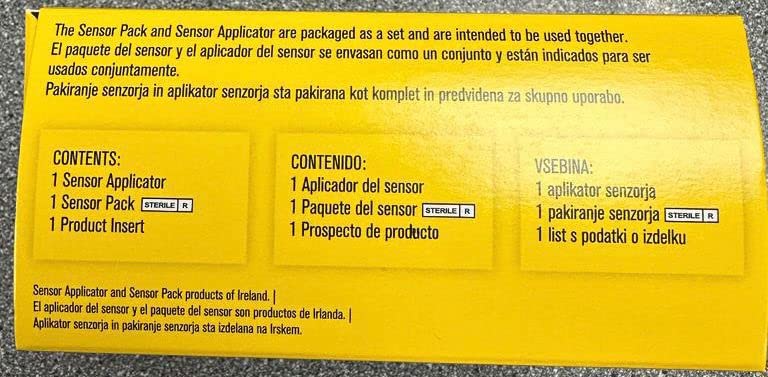 The Sensor Pack and Sensor Applicator are packaged as a set and are intended to be used together.
El paquete del sensor y el aplicador del sensor se envasan como un conjunto y están indicados para ser
usados conjuntamente.
Pakiranje senzorja in aplikator senzorja sta pakirana kot komplet in predvidena za skupno uporabo.
CONTENTS:
1 Sensor Applicator
1 Sensor Pack STERILE R
1 Product Insert
CONTENIDO:
1 Aplicador del sensor
1 Paquete del sensor STERILE R
1 Prospecto de producto
VSEBINA:
1 aplikator senzorja
1 pakiranje senzorja STERILE R
1 list s podatki o izdelku
Sensor Applicator and Sensor Pack products of Ireland. |
El aplicador del sensor y el paquete del sensor son productos de Irlanda. |
Aplikator senzorja in pakiranje senzorja sta izdelana na Irskem.